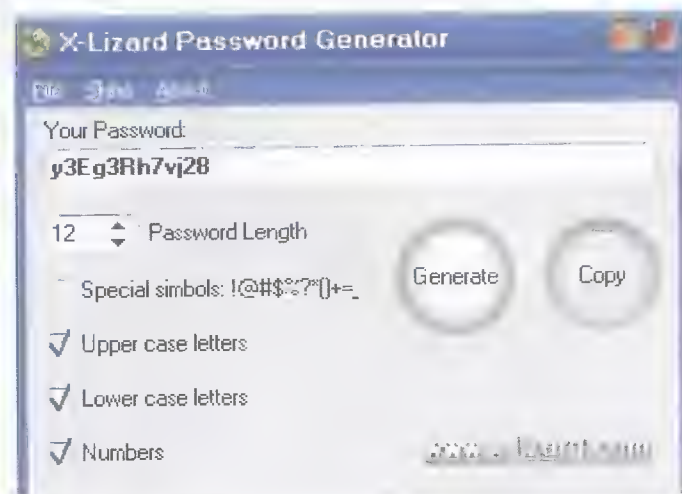 X-Lizard Password Generator
Your Password:
y3Eg3Rh7vj28
12 Password Length
Generate
Copy
Special simbols: !@#$%?*()+=_
Upper case letters
Lower case letters
Numbers